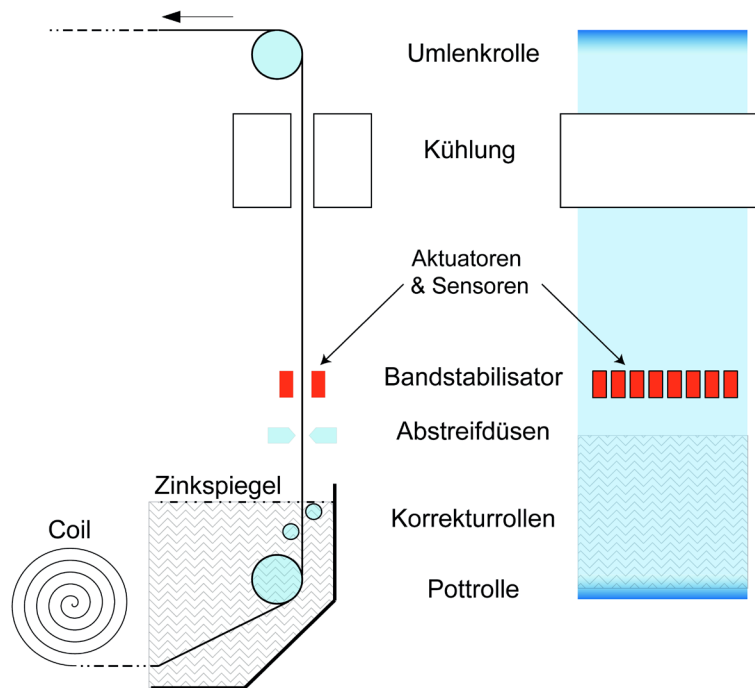 Umlenkrolle
Kühlung
Aktuatoren
& Sensoren
Bandstabilisator
Abstreifdüsen
Zinkspiegel
Korrekturrollen
Coil
Pottrolle